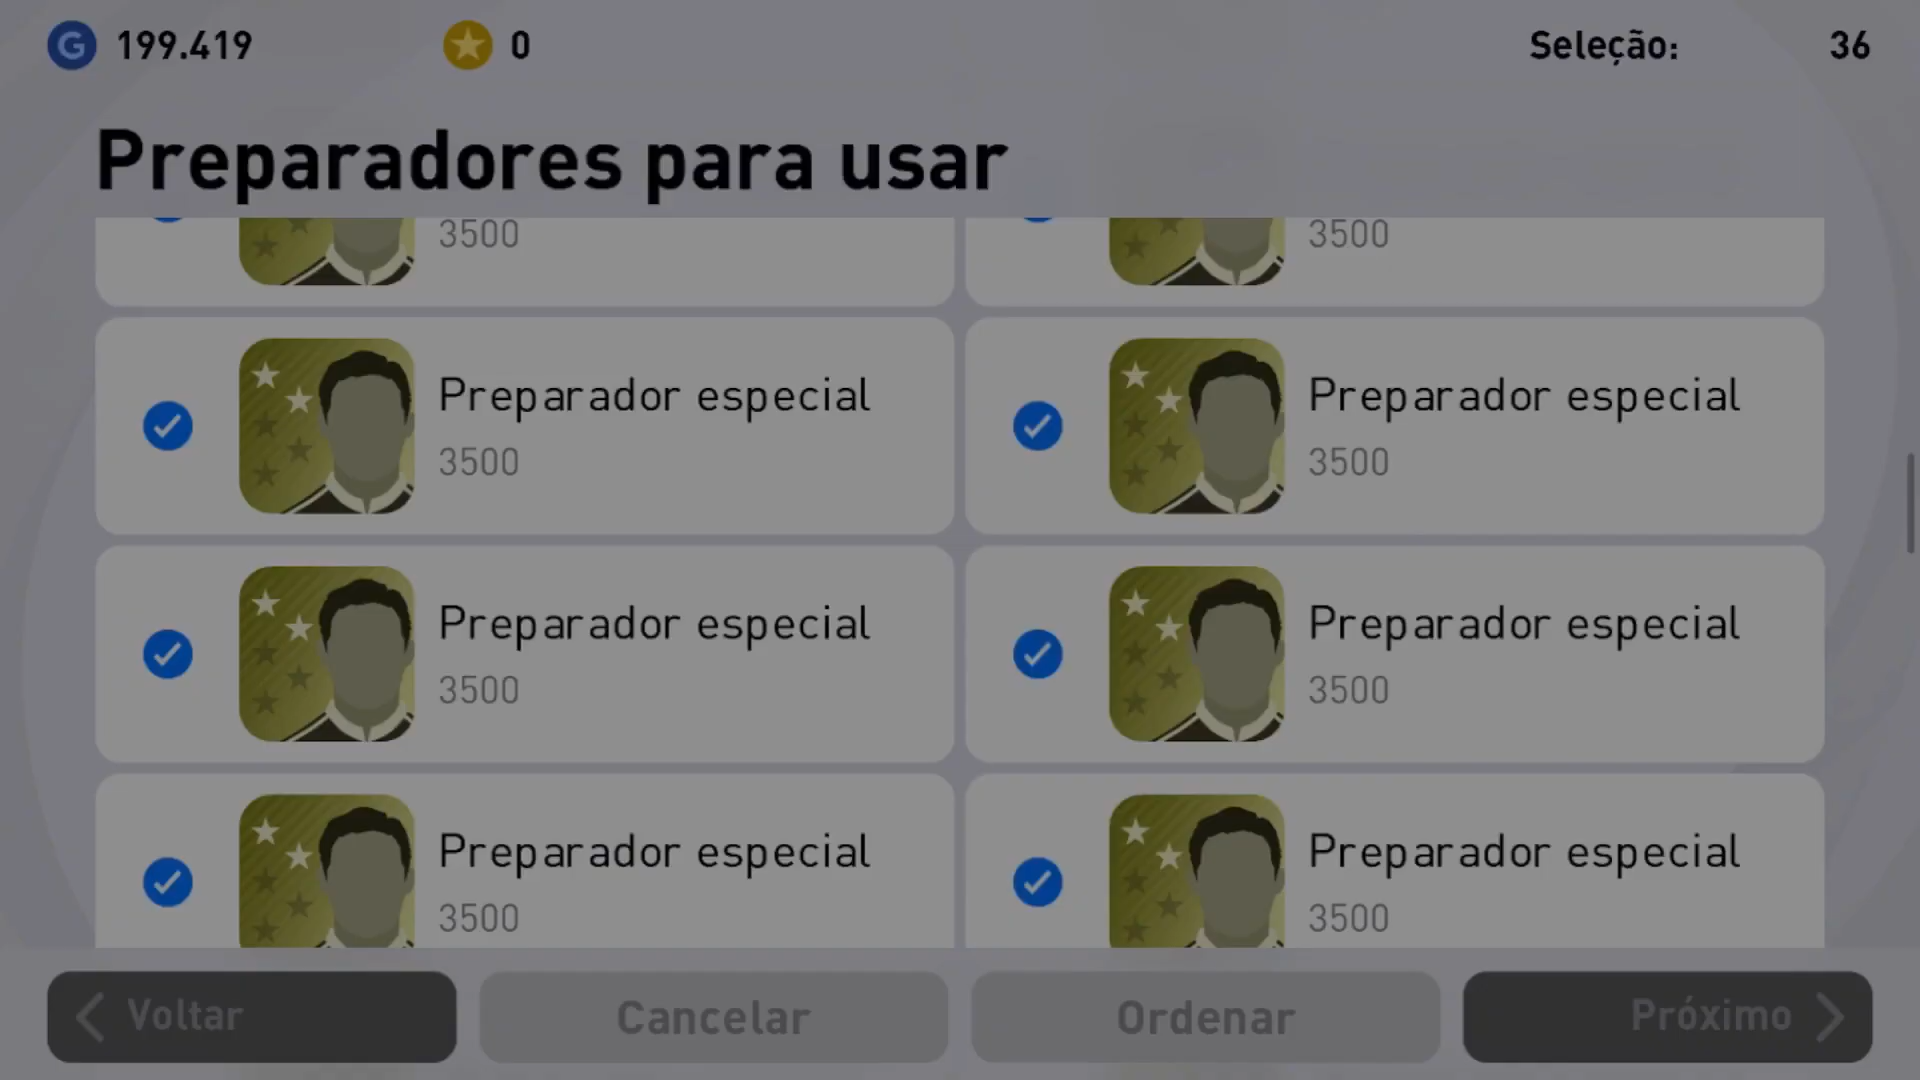 G 199.419 0 Seleção: 36
Preparadores para usar
3500 3500
Preparador especial Preparador especial
3500 3500
Preparador especial Preparador especial
3500 3500
Preparador especial Preparador especial
3500 3500
Voltar Cancelar Ordenar Próximo